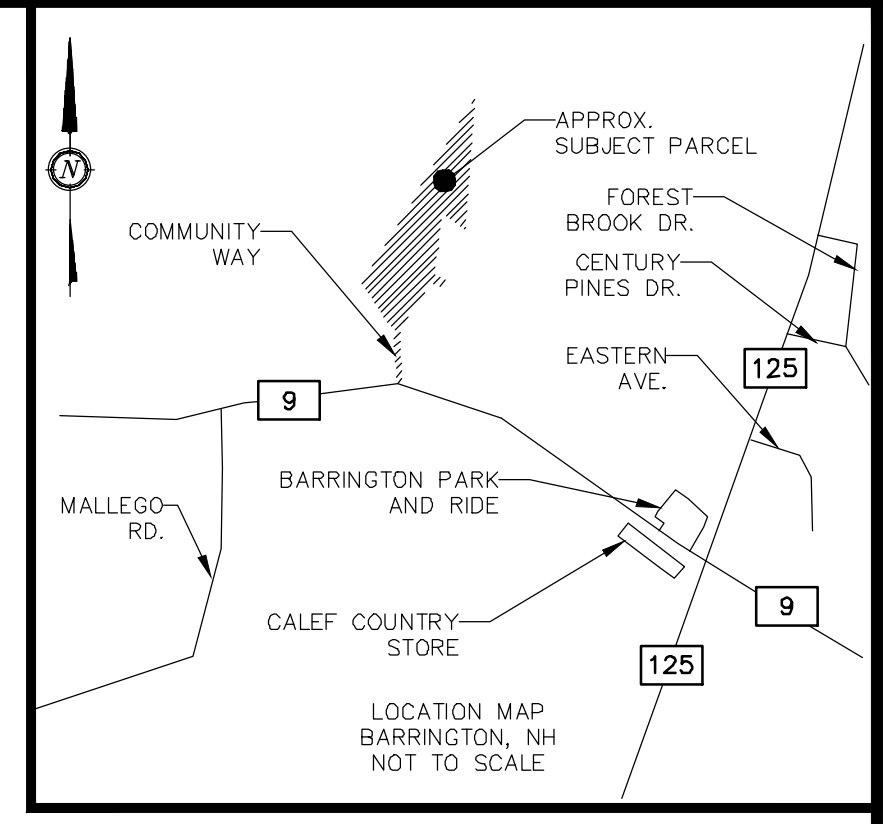 N
APPROX.
SUBJECT PARCEL
FOREST
BROOK DR.
COMMUNITY
WAY
CENTURY
PINES DR.
EASTERN
AVE.
125
9
BARRINGTON PARK
AND RIDE
MALLEGO
RD.
CALEF COUNTRY
STORE
9
125
LOCATION MAP
BARRINGTON, NH
NOT TO SCALE